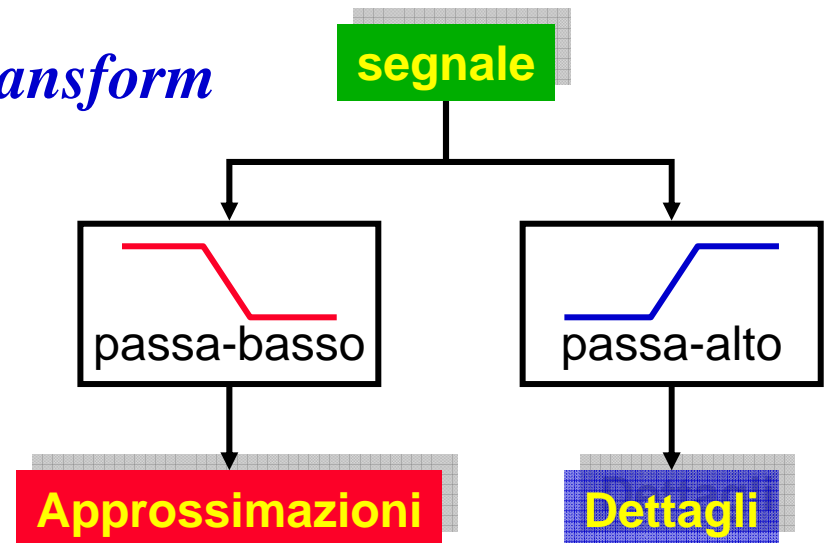 ansform
segnale
passa-basso
passa-alto
Approssimazioni
Dettagli